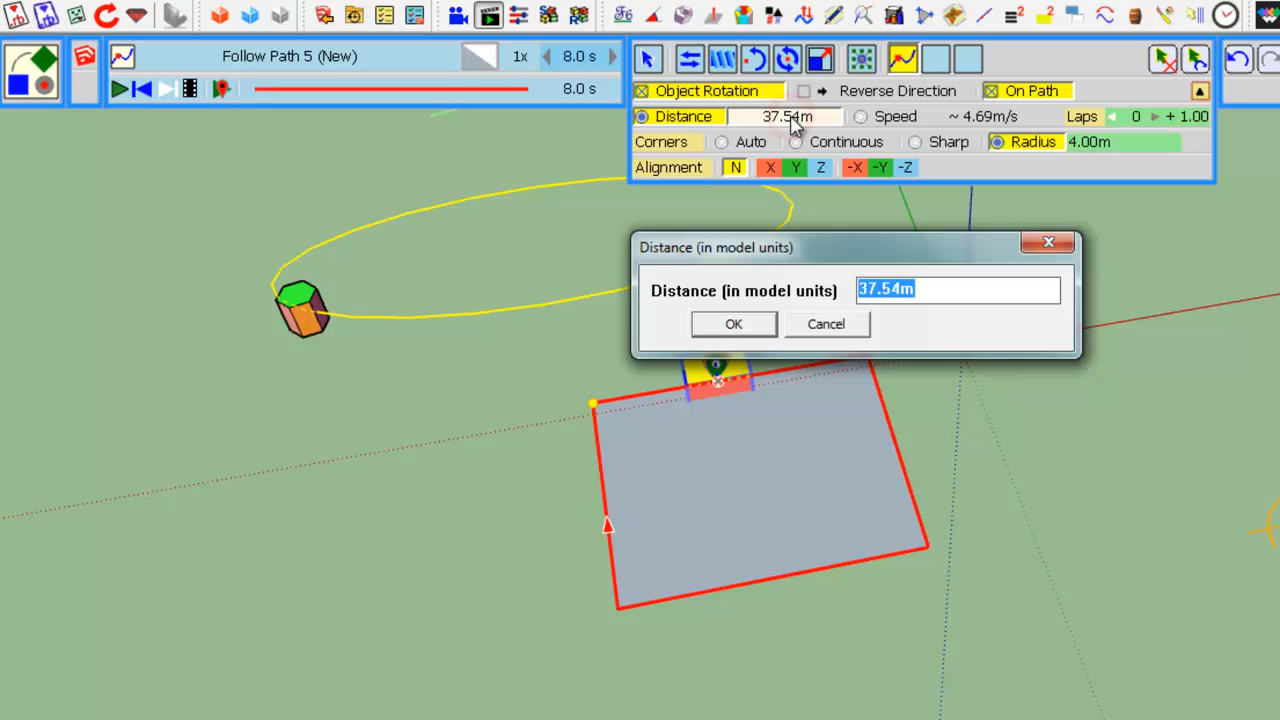 Follow Path 5 (New) 1x 8.0 s
8.0 s
Object Rotation Reverse Direction On Path
Distance 37.54m Speed ~ 4.69m/s Laps 0 + 1.00
Corners Auto Continuous Sharp Radius 4.00m
Alignment N X Y Z -X -Y -Z
Distance (in model units)
Distance (in model units) 37.54m
OK Cancel